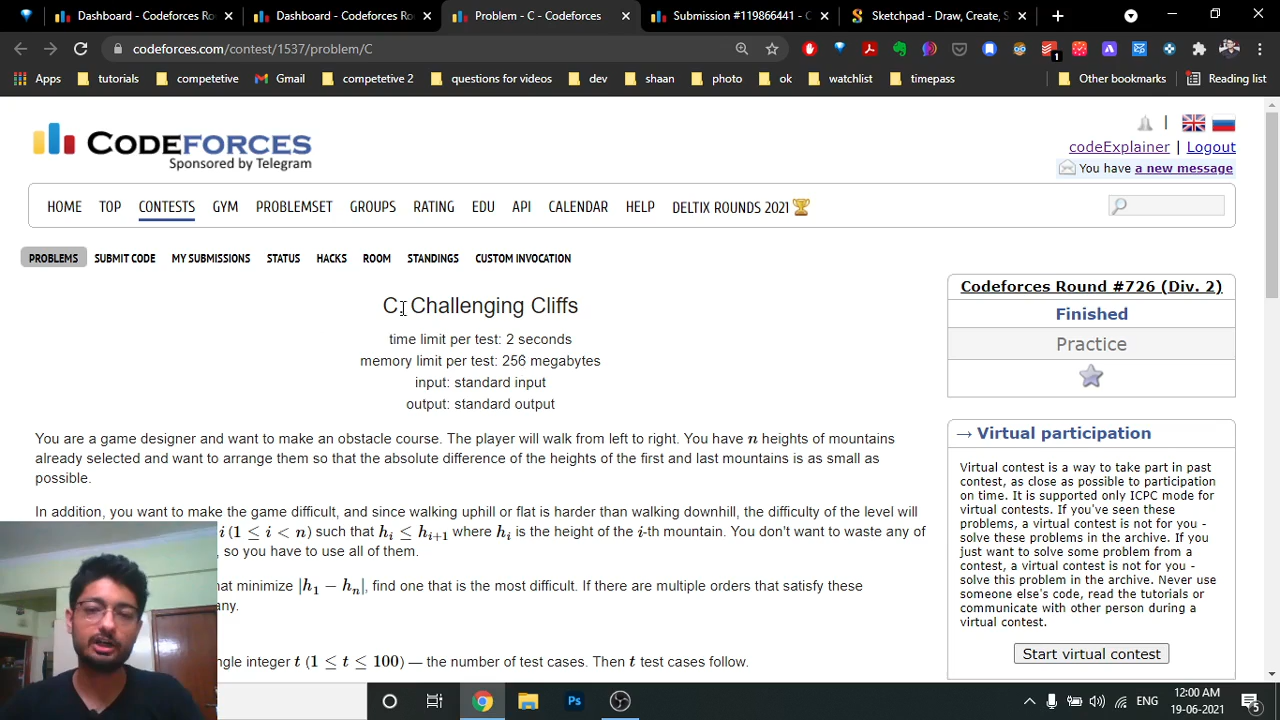 Dashboard - Codeforces Ro
Dashboard - Codeforces Ro
Problem - C - Codeforces
Submission #119566441 - C
Sketchpad - Draw, Create, S
codeforces.com/contest/1537/problem/C
1
Apps
tutorials
competetive
Gmail
competitive 2
questions for videos
dev
shaan
photo
ok
watchlist
timepass
Other bookmarks
Reading list
CODEFORCES
Sponsored by Telegram
|
codeExplainer | Logout
You have a new message
HOME TOP CONTESTS GYM PROBLEMSET GROUPS RATING EDU API CALENDAR HELP DELTIX ROUNDS 2021
PROBLEMS SUBMIT CODE MY SUBMISSIONS STATUS HACKS ROOM STANDINGS CUSTOM INVOCATION
C. Challenging Cliffs
time limit per test: 2 seconds
memory limit per test: 256 megabytes
input: standard input
output: standard output
You are a game designer and want to make an obstacle course. The player will walk from left to right. You have n heights of mountains
already selected and want to arrange them so that the absolute difference of the heights of the first and last mountains is as small as
possible.
In addition, you want to make the game difficult, and since walking uphill or flat is harder than walking downhill, the difficulty of the level will
i (1 ≤ i < n) such that h_i ≤ h_{i+1} where h_i is the height of the i-th mountain. You don't want to waste any of
, so you have to use all of them.
hat minimize |h_1 − h_n|, find one that is the most difficult. If there are multiple orders that satisfy these
any.
ngle integer t (1 ≤ t ≤ 100) — the number of test cases. Then t test cases follow.
Codeforces Round #726 (Div. 2)
Finished
Practice
→ Virtual participation
Virtual contest is a way to take part in past
contest, as close as possible to participation
on time. It is supported only ICPC mode for
virtual contests. If you've seen these
problems, a virtual contest is not for you -
solve these problems in the archive. If you
just want to solve some problem from a
contest, a virtual contest is not for you -
solve this problem in the archive. Never use
someone else's code, read the tutorials or
communicate with other person during a
virtual contest.
Start virtual contest
Ps
ENG
12:00 AM
19-06-2021
5